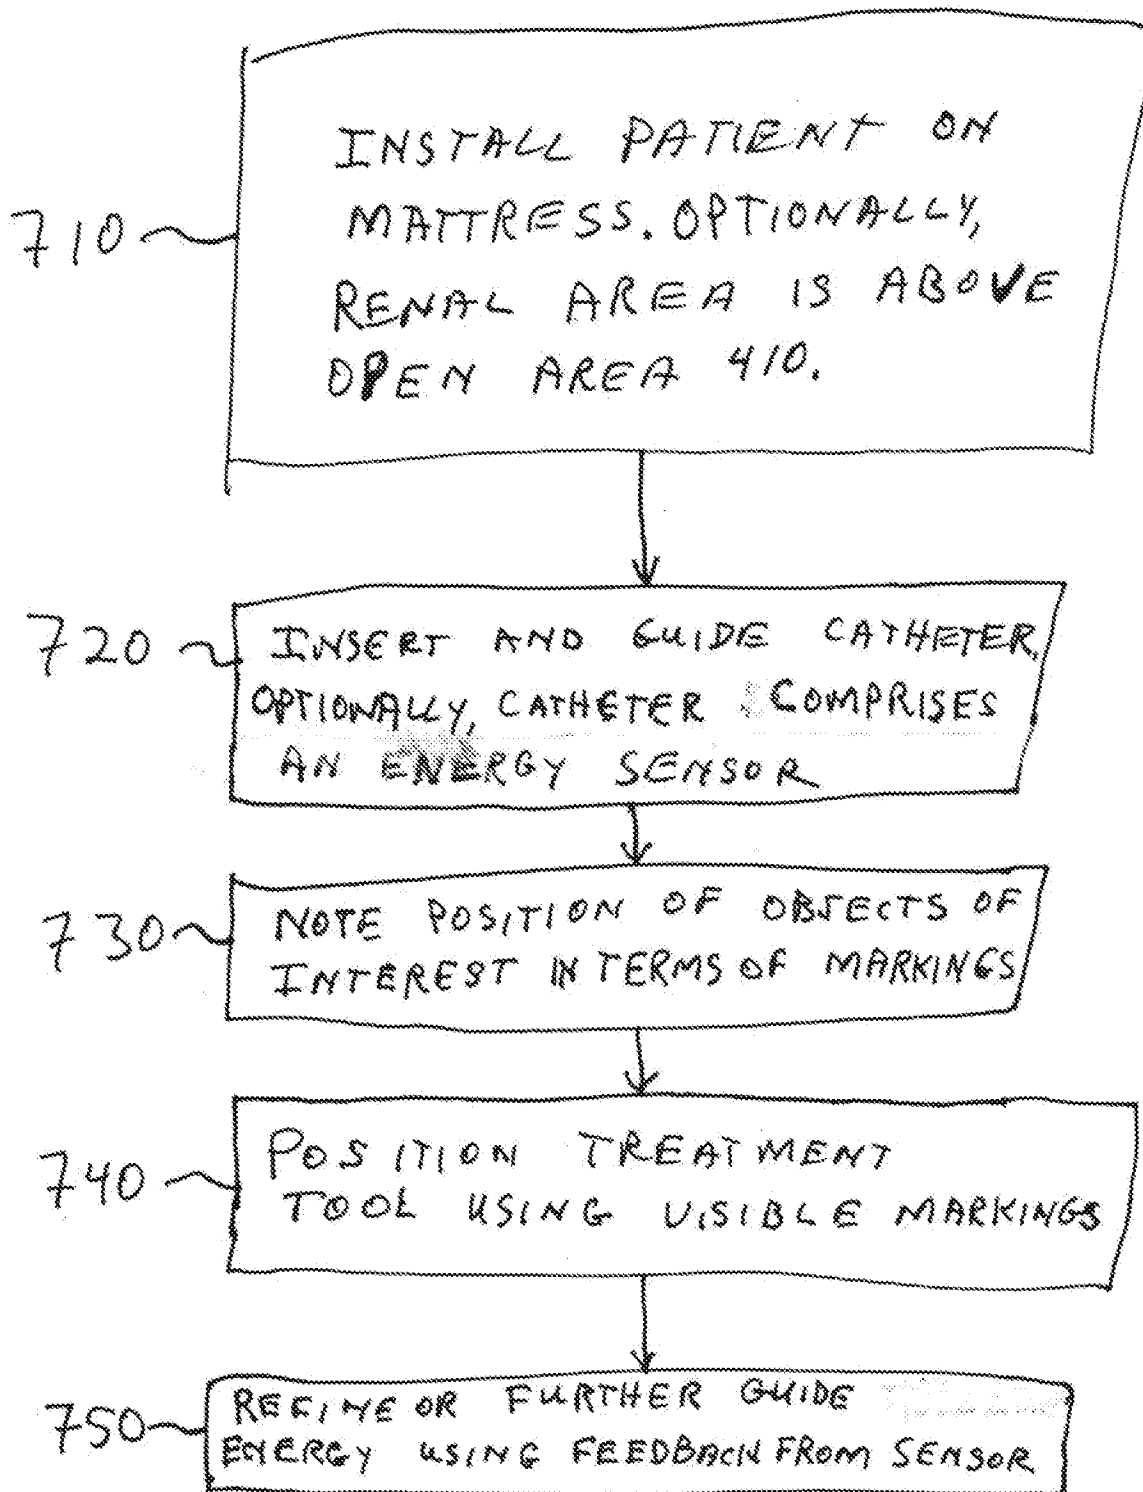 710
INSTALL PATIENT ON
MATTRESS. OPTIONALLY,
RENAL AREA IS ABOVE
OPEN AREA 410.
720
INSERT AND GUIDE CATHETER,
OPTIONALLY, CATHETER COMPRISES
AN ENERGY SENSOR
730
NOTE POSITION OF OBJECTS OF
INTEREST IN TERMS OF MARKINGS
740
POSITION TREATMENT
TOOL USING VISIBLE MARKINGS
750
REFINE OR FURTHER GUIDE
ENERGY USING FEEDBACK FROM SENSOR